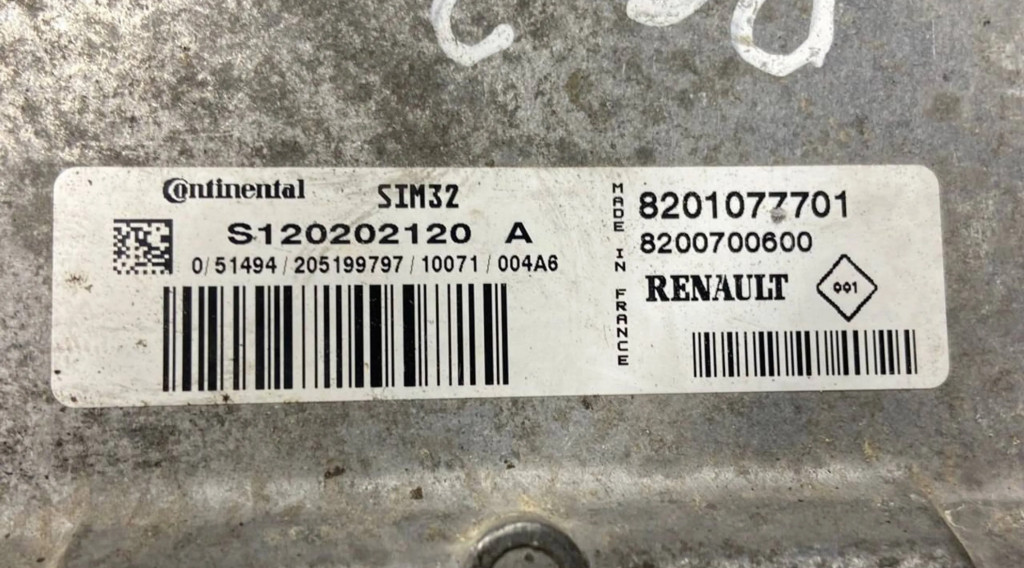 Continental SIM32
S120202120 A
0/51494/205199797/10071/004A6
MADE IN FRANCE
8201077701
8200700600
RENAULT
001